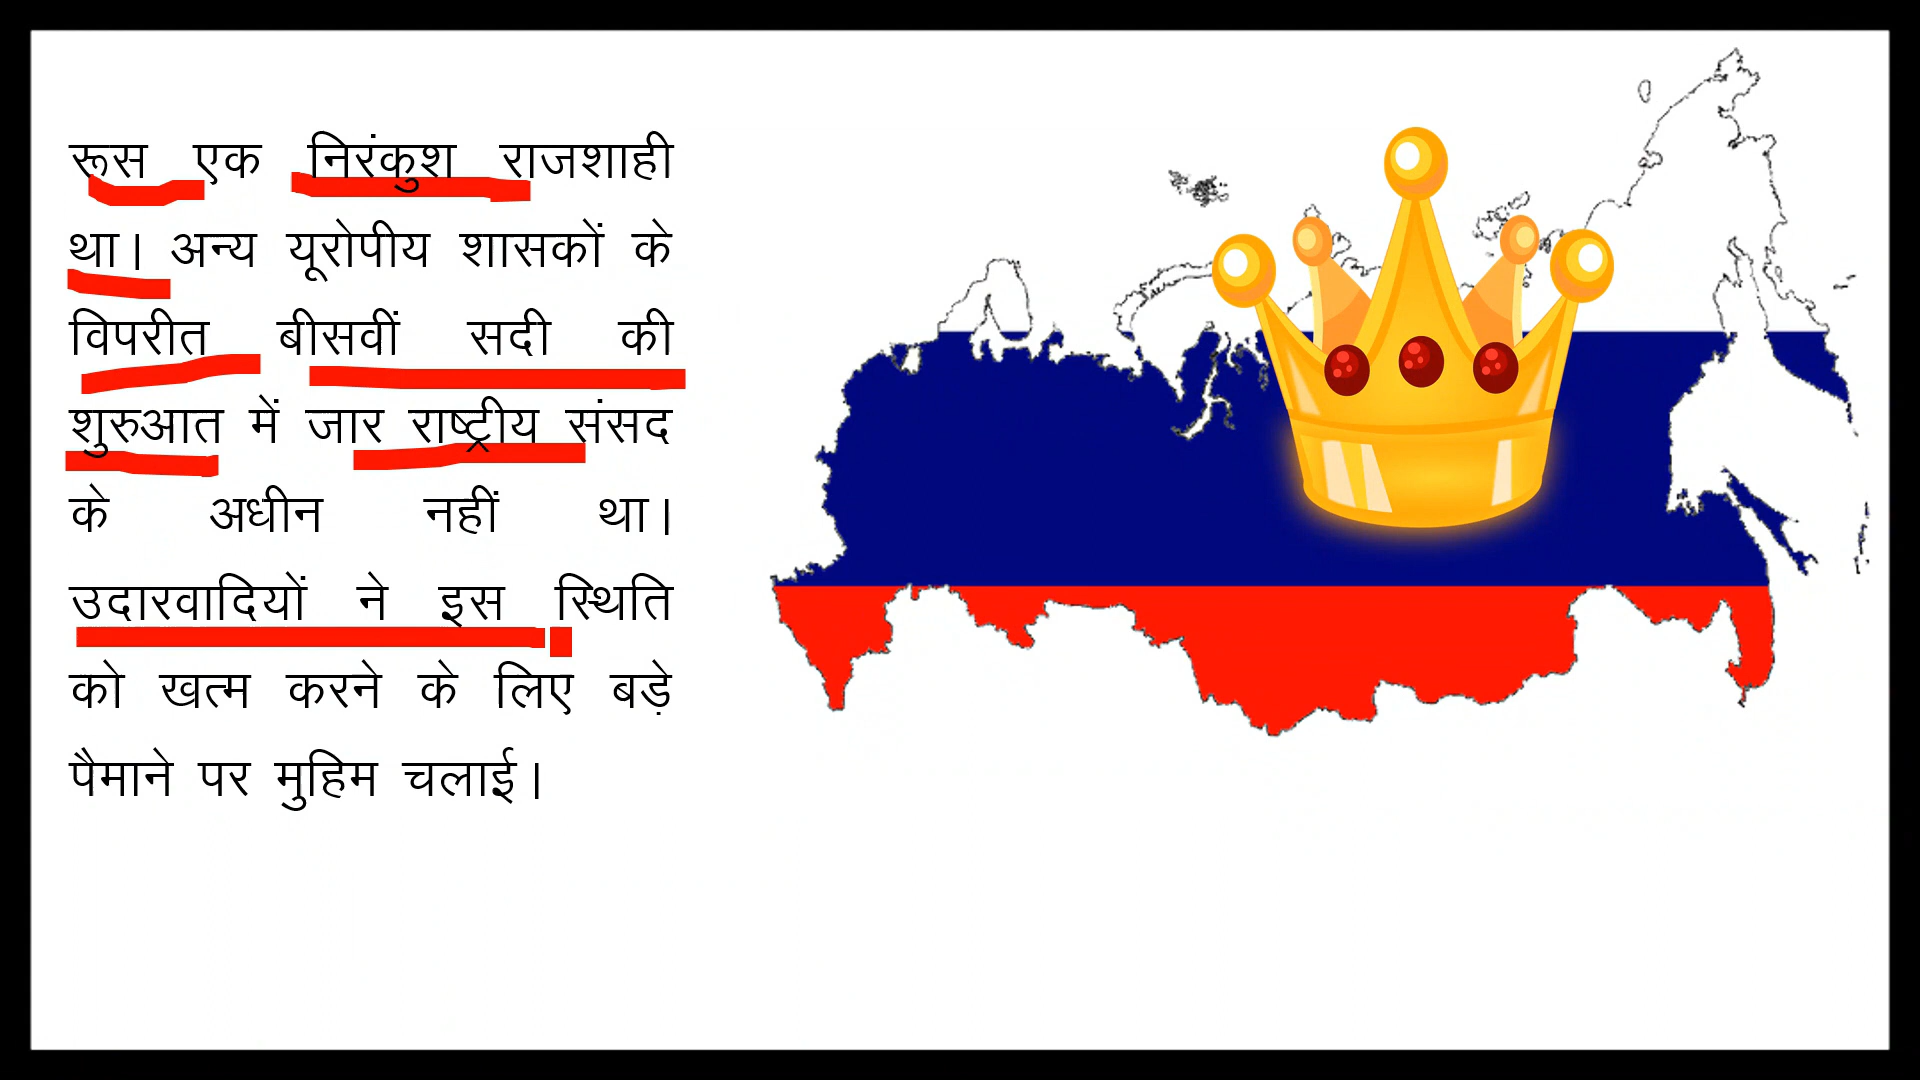 रूस एक निरंकुश राजशाही
था। अन्य यूरोपीय शासकों के
विपरीत बीसवीं सदी की
शुरुआत में जार राष्ट्रीय संसद
के अधीन नहीं था।
उदारवादियों ने इस स्थिति
को खत्म करने के लिए बड़े
पैमाने पर मुहिम चलाई।